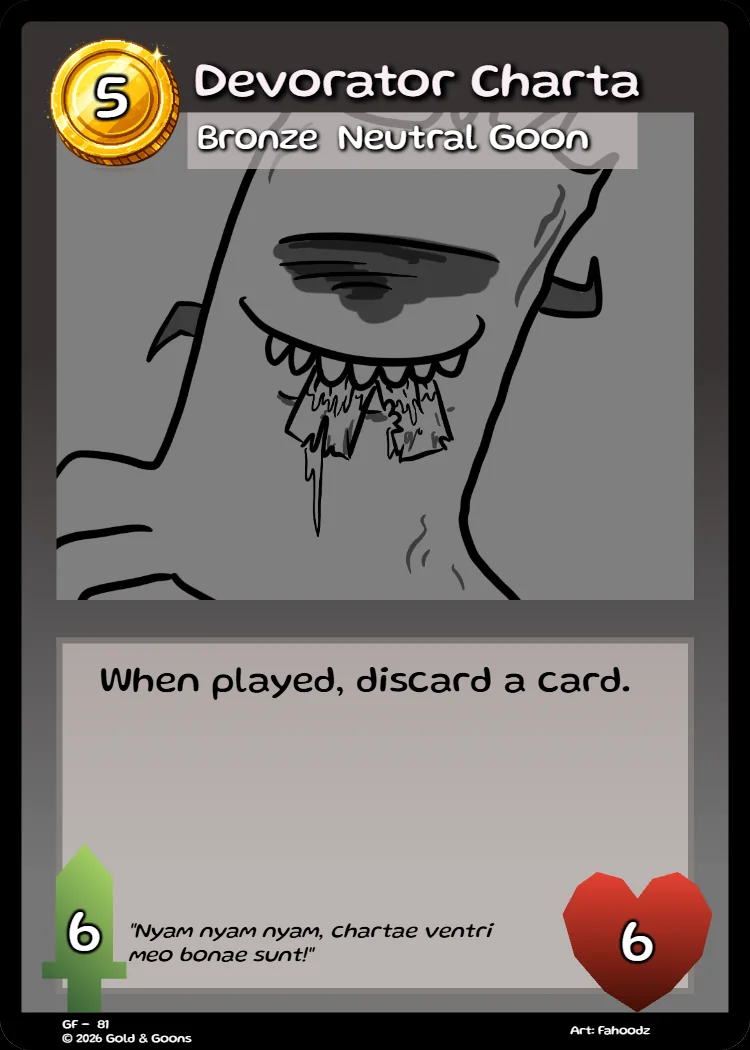 5
Devorator Charta
Bronze Neutral Goon
When played, discard a card.
6
"Nyam nyam nyam, chartae ventri
meo bonae sunt!"
6
GF - 81
© 2026 Gold & Goons
Art: Fahoodz